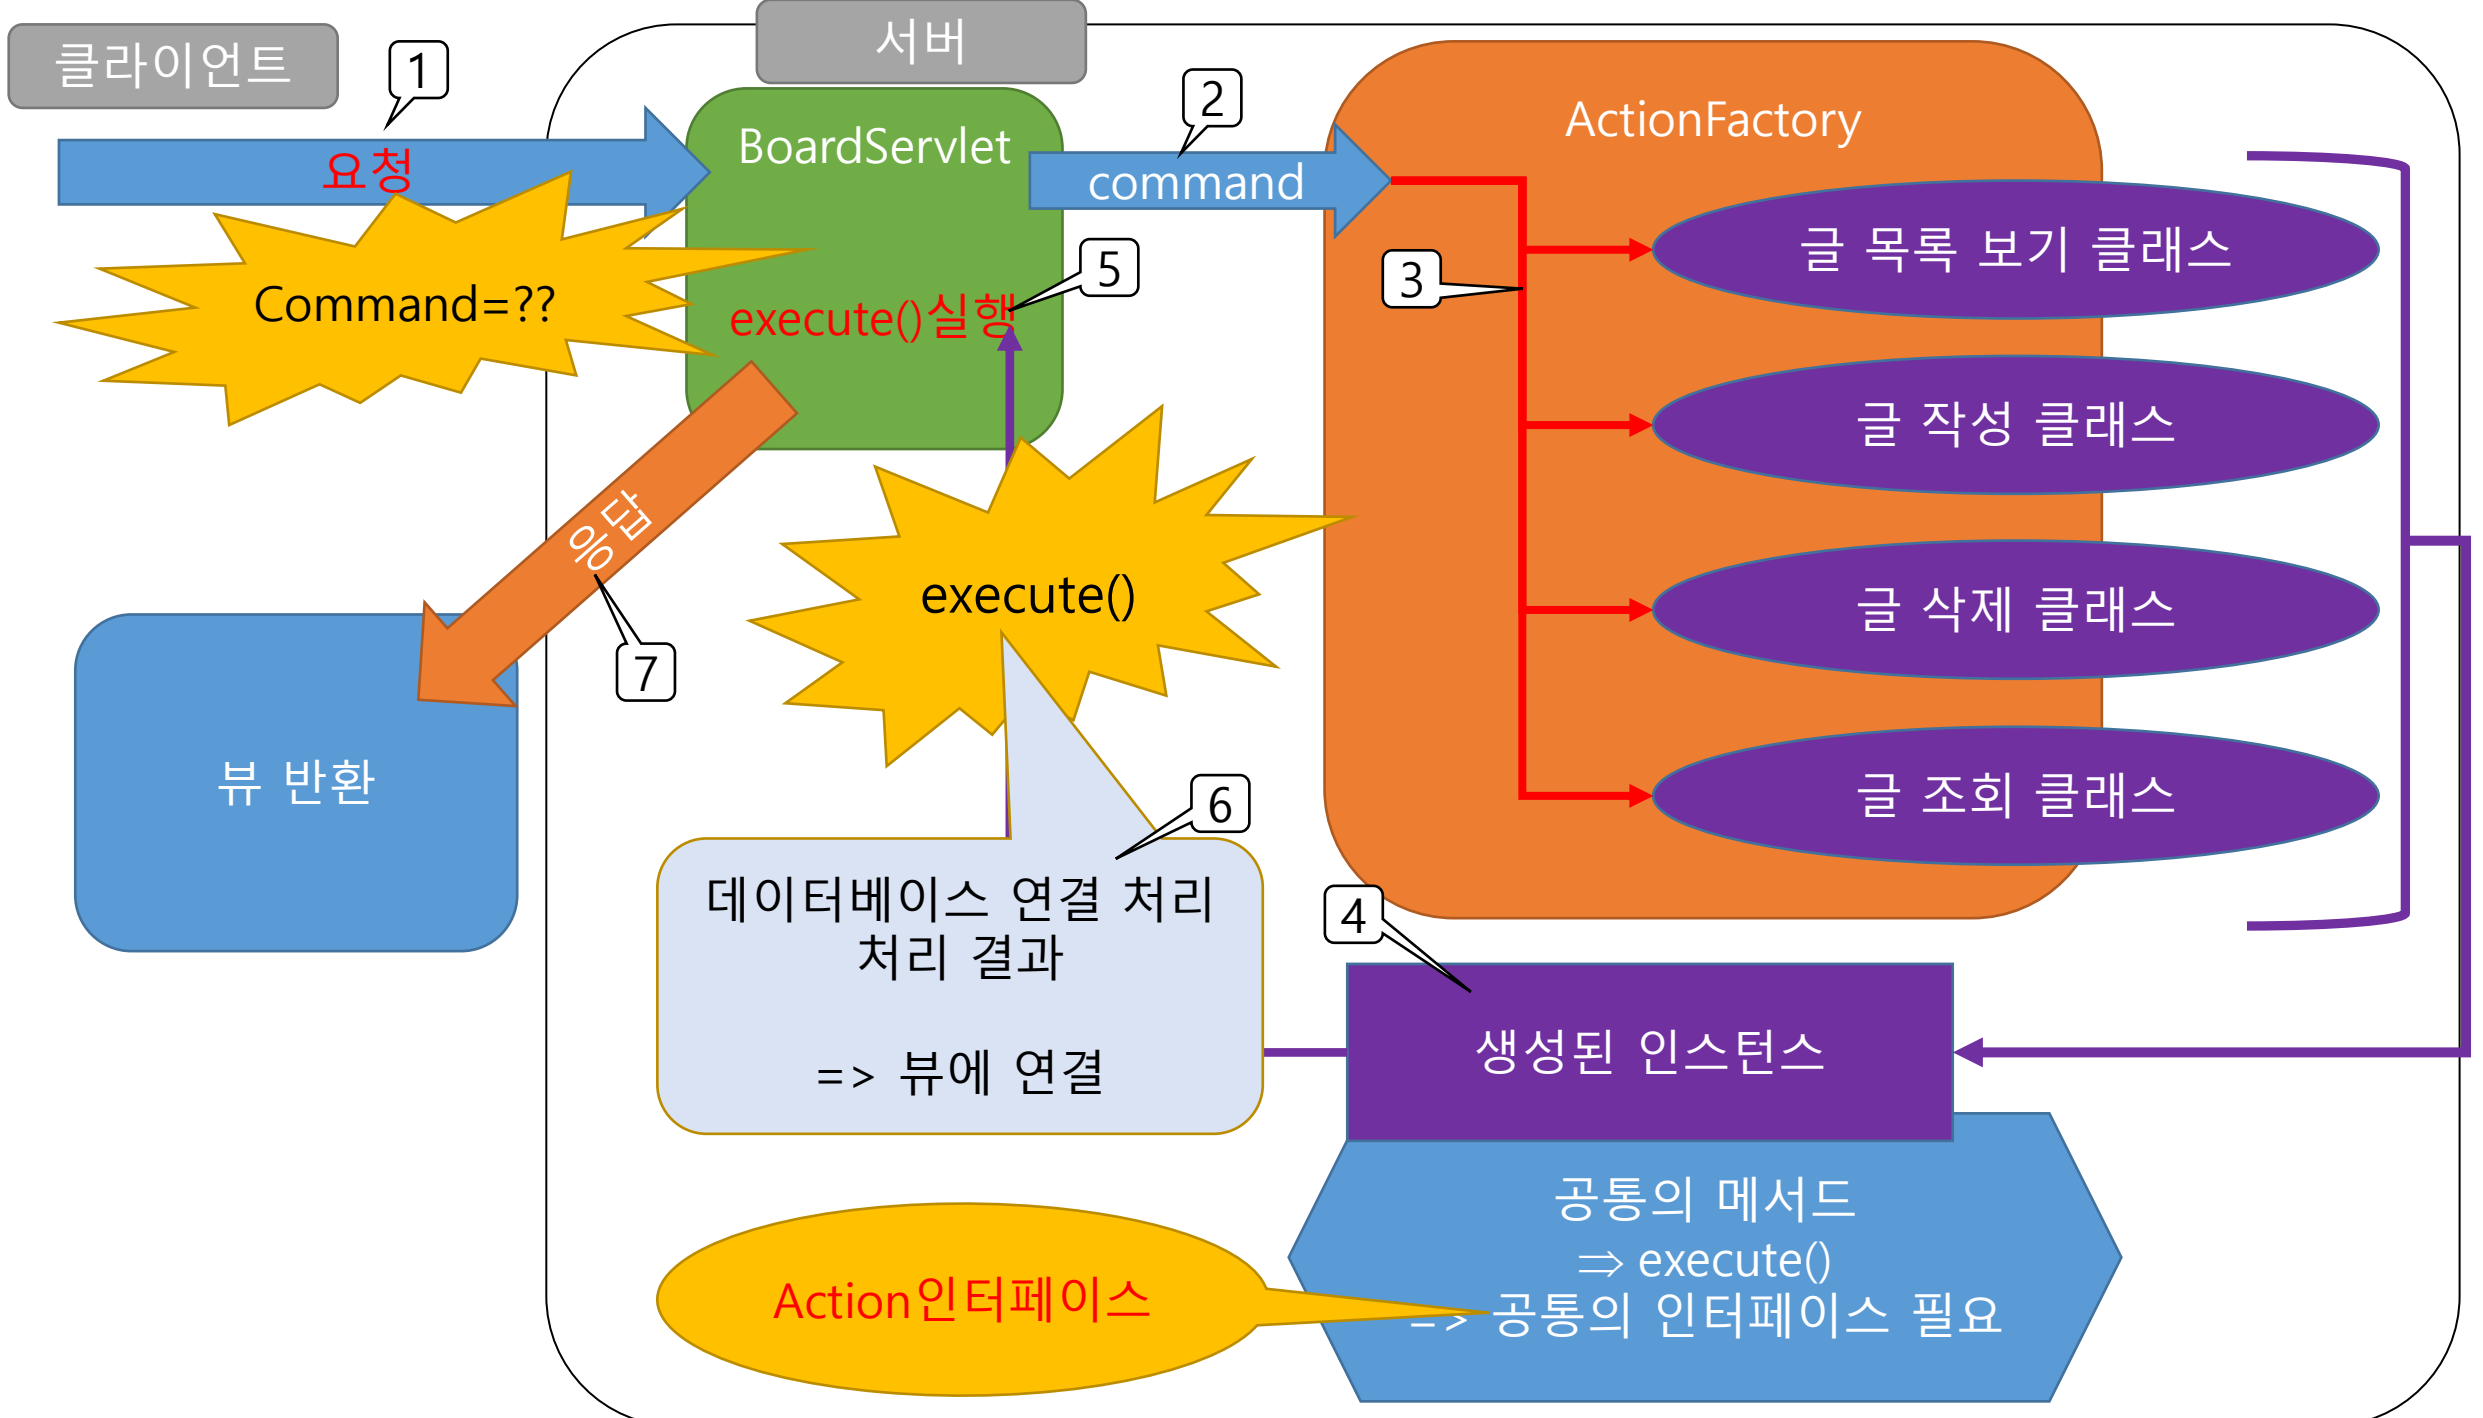 클라이언트
서버
1
요청
Command=??
BoardServlet
execute()실행
2
command
ActionFactory
3
글 목록 보기 클래스
글 작성 클래스
글 삭제 클래스
글 조회 클래스
5
execute()
응답
7
뷰 반환
6
데이터베이스 연결 처리
처리 결과
=> 뷰에 연결
4
생성된 인스턴스
공통의 메서드
⇒ execute()
=> 공통의 인터페이스 필요
Action인터페이스